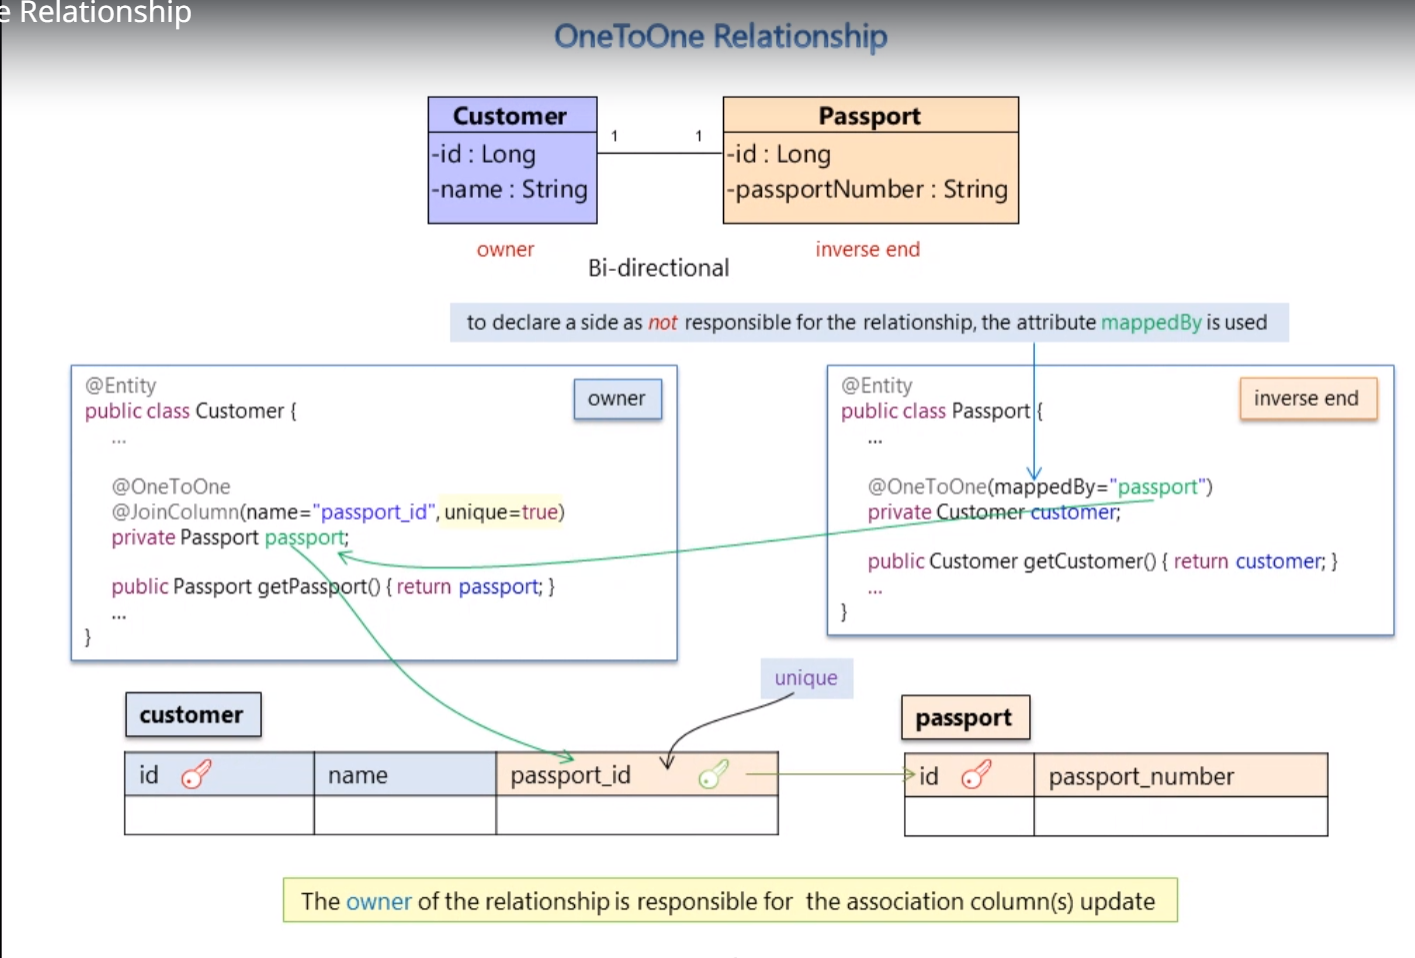 e Relationship
OneToOne Relationship
Customer
-id : Long
-name : String
1
1
Passport
-id : Long
-passportNumber : String
owner
inverse end
Bi-directional
to declare a side as not responsible for the relationship, the attribute mappedBy is used
@Entity
public class Customer {
...
owner
@OneToOne
@JoinColumn(name="passport_id", unique=true)
private Passport passport;
public Passport getPassport() { return passport; }
...
}
@Entity
public class Passport {
...
inverse end
@OneToOne(mappedBy="passport")
private Customer customer;
public Customer getCustomer() { return customer; }
...
}
unique
customer
id
name
passport_id
passport
id
passport_number
The owner of the relationship is responsible for the association column(s) update